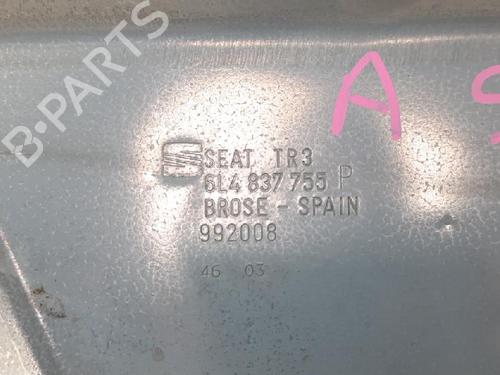 B-PARTS
A
SEAT TR3
6L4 837 755 P
BROSE - SPAIN
992008
46 03